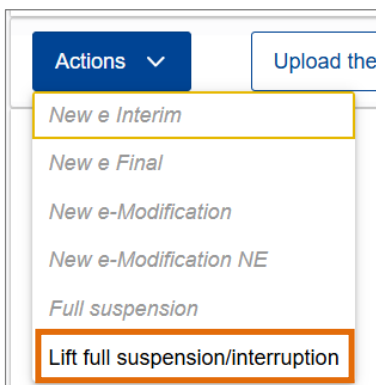 Actions
Upload the
New e Interim
New e Final
New e-Modification
New e-Modification NE
Full suspension
Lift full suspension/interruption